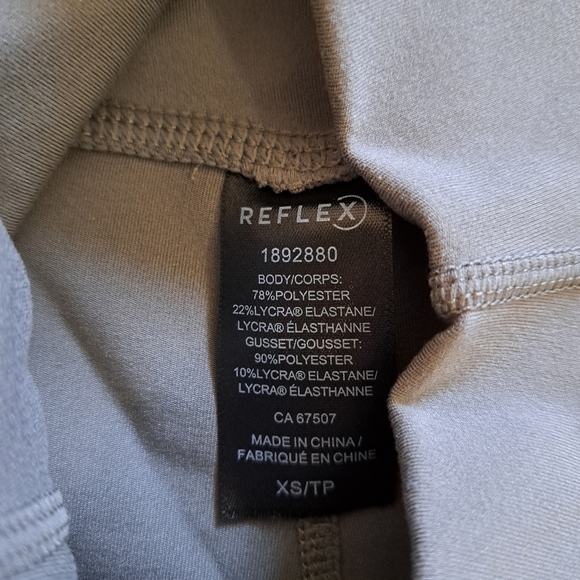 REFLEX
1892880
BODY/CORPS:
78%POLYESTER
22%LYCRA® ELASTANE/
LYCRA® ÉLASTHANNE
GUSSET/GOUSSET:
90%POLYESTER
10%LYCRA® ELASTANE/
LYCRA® ÉLASTHANNE
CA 67507
MADE IN CHINA /
FABRIQUÉ EN CHINE
XS/TP